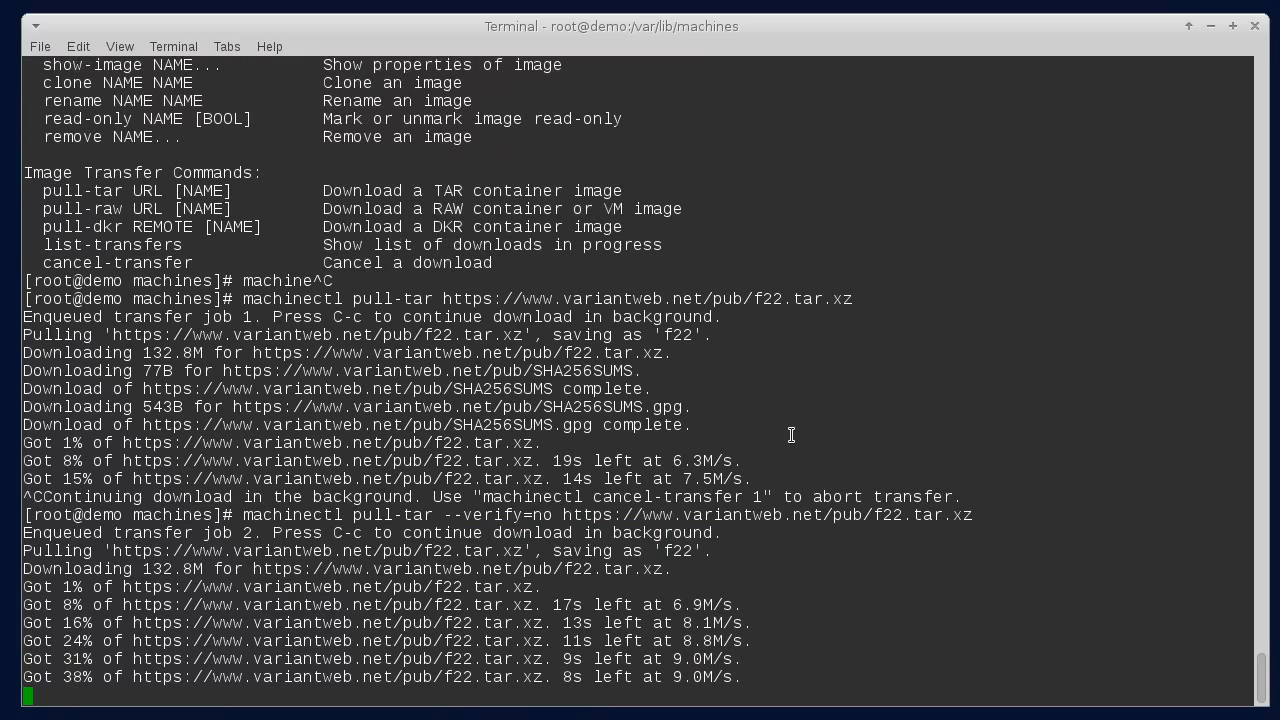 Terminal - root@demo:/var/lib/machines
File Edit View Terminal Tabs Help
show-image NAME... Show properties of image
clone NAME NAME Clone an image
rename NAME NAME Rename an image
read-only NAME [BOOL] Mark or unmark image read-only
remove NAME... Remove an image
Image Transfer Commands:
pull-tar URL [NAME] Download a TAR container image
pull-raw URL [NAME] Download a RAW container or VM image
pull-dkr REMOTE [NAME] Download a DKR container image
list-transfers Show list of downloads in progress
cancel-transfer Cancel a download
[root@demo machines]# machine^C
[root@demo machines]# machinectl pull-tar https://www.variantweb.net/pub/f22.tar.xz
Enqueued transfer job 1. Press C-c to continue download in background.
Pulling 'https://www.variantweb.net/pub/f22.tar.xz', saving as 'f22'.
Downloading 132.8M for https://www.variantweb.net/pub/f22.tar.xz.
Downloading 77B for https://www.variantweb.net/pub/SHA256SUMS.
Download of https://www.variantweb.net/pub/SHA256SUMS complete.
Downloading 543B for https://www.variantweb.net/pub/SHA256SUMS.gpg.
Download of https://www.variantweb.net/pub/SHA256SUMS.gpg complete.
Got 1% of https://www.variantweb.net/pub/f22.tar.xz.
Got 8% of https://www.variantweb.net/pub/f22.tar.xz. 19s left at 6.3M/s.
Got 15% of https://www.variantweb.net/pub/f22.tar.xz. 14s left at 7.5M/s.
^CContinuing download in the background. Use "machinectl cancel-transfer 1" to abort transfer.
[root@demo machines]# machinectl pull-tar --verify=no https://www.variantweb.net/pub/f22.tar.xz
Enqueued transfer job 2. Press C-c to continue download in background.
Pulling 'https://www.variantweb.net/pub/f22.tar.xz', saving as 'f22'.
Downloading 132.8M for https://www.variantweb.net/pub/f22.tar.xz.
Got 1% of https://www.variantweb.net/pub/f22.tar.xz.
Got 8% of https://www.variantweb.net/pub/f22.tar.xz. 17s left at 6.9M/s.
Got 16% of https://www.variantweb.net/pub/f22.tar.xz. 13s left at 8.1M/s.
Got 24% of https://www.variantweb.net/pub/f22.tar.xz. 11s left at 8.8M/s.
Got 31% of https://www.variantweb.net/pub/f22.tar.xz. 9s left at 9.0M/s.
Got 38% of https://www.variantweb.net/pub/f22.tar.xz. 8s left at 9.0M/s.